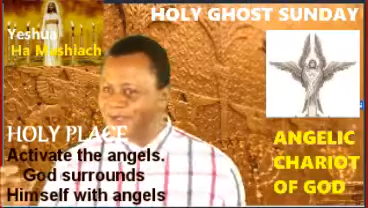 HOLY GHOST SUNDAY
Yeshua
Ha Mashiach
HOLY PLACE
Activate the angels.
God surrounds
Himself with angels
ANGELIC
CHARIOT
OF GOD